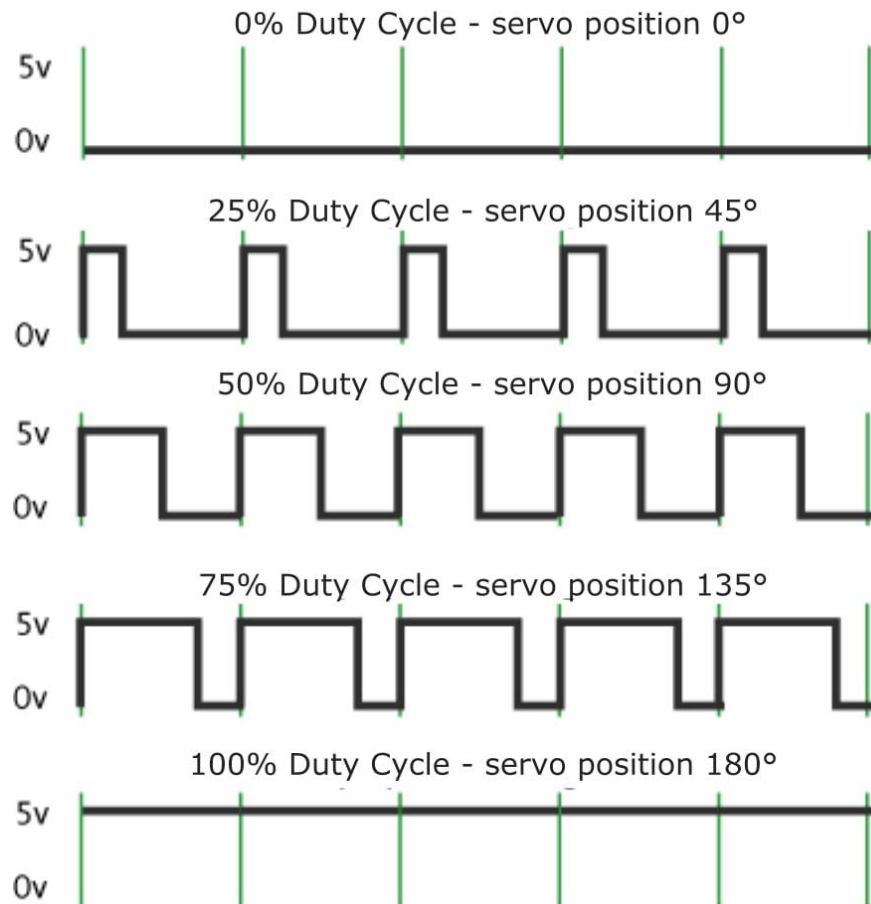 0% Duty Cycle - servo position 0°
5v
0v
25% Duty Cycle - servo position 45°
5v
0v
50% Duty Cycle - servo position 90°
5v
0v
75% Duty Cycle - servo position 135°
5v
0v
100% Duty Cycle - servo position 180°
5v
0v